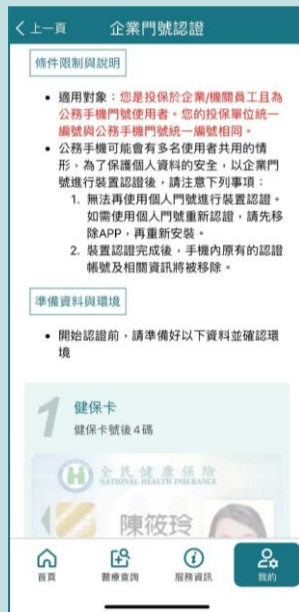 上一頁 企業門號認證
條件限制與說明
• 適用對象：您是投保於企業/機關員工且為
公務手機門號使用者。您的投保單位統一
編號與公務手機門號統一編號相同。
• 公務手機可能會有多名使用者共用的情
形，為了保護個人資料的安全，以企業門
號進行裝置認證後，請注意下列事項：
1. 無法再使用個人門號進行裝置認證。
如需使用個人門號重新認證，請先移
除APP，再重新安裝。
2. 裝置認證完成後，手機內原有的認證
帳號及相關資訊將被移除。
準備資料與環境
• 開始認證前，請準備好以下資料並確認環
境
1 健保卡
健保卡號後4碼
全民健康保險
NATIONAL HEALTH INSURANCE
陳筱玲
首頁 醫療查詢 服務資訊 我的